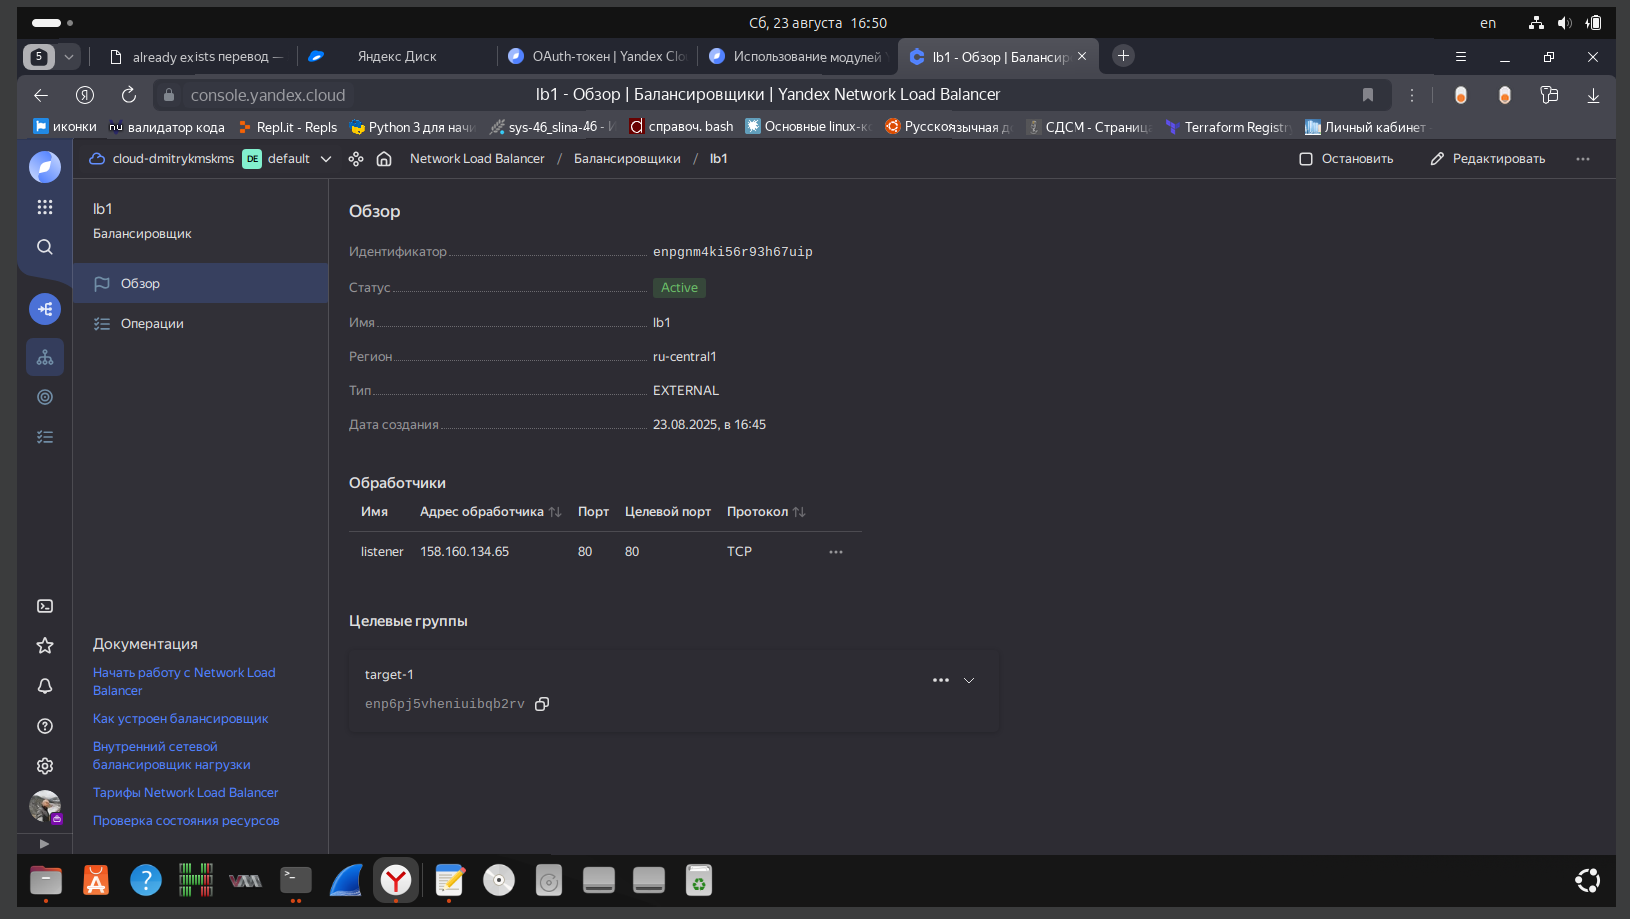 Сб, 23 августа 16:50
en
5
already exists перевод —
Яндекс Диск
OAuth-токен | Yandex Clo
Использование модулей
lb1 - Обзор | Балансир
console.yandex.cloud
lb1 - Обзор | Балансировщики | Yandex Network Load Balancer
иконки
валидатор кода
Repl.it - Repls
Python 3 для начи
sys-46_slina-46 - И
справоч. bash
Основные linux-к
Русскоязычная д
СДСМ - Страниц
Terraform Registr
Личный кабинет -
cloud-dmitrykmskms
DE
default
Network Load Balancer / Балансировщики / lb1
Остановить
Редактировать
lb1
Балансировщик
Обзор
Операции
Документация
Начать работу с Network Load
Balancer
Как устроен балансировщик
Внутренний сетевой
балансировщик нагрузки
Тарифы Network Load Balancer
Проверка состояния ресурсов
Обзор
Идентификатор enpgnm4ki56r93h67uip
Статус Active
Имя lb1
Регион ru-central1
Тип EXTERNAL
Дата создания 23.08.2025, в 16:45
Обработчики
Имя Адрес обработчика Порт Целевой порт Протокол
listener 158.160.134.65 80 80 TCP
Целевые группы
target-1
enp6pj5vheniuibqb2rv